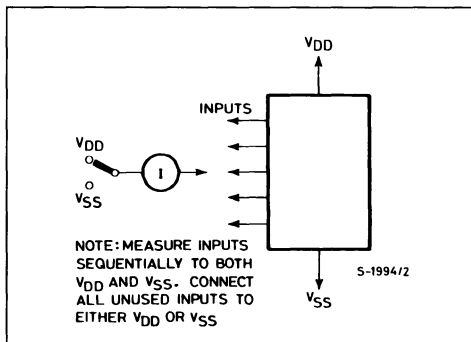 VDD
INPUTS
VDD
I
VSS
NOTE: MEASURE INPUTS
SEQUENTIALLY TO BOTH
VDD AND VSS. CONNECT
ALL UNUSED INPUTS TO
EITHER VDD OR VSS
S-1994/2
VSS